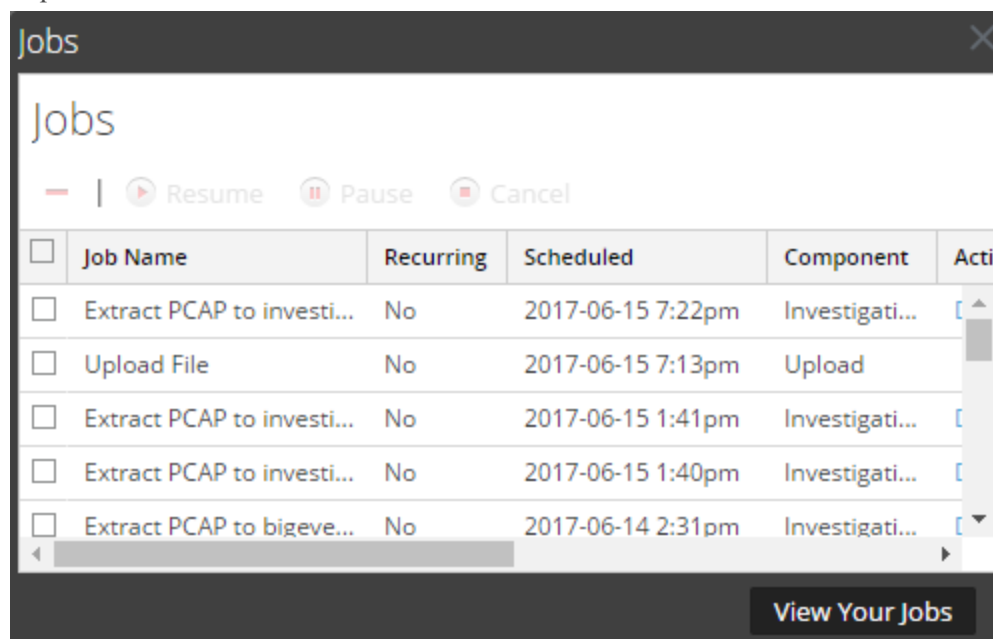 Jobs
Jobs
Resume Pause Cancel
Job Name Recurring Scheduled Component Acti
Extract PCAP to investi... No 2017-06-15 7:22pm Investigati... D
Upload File No 2017-06-15 7:13pm Upload
Extract PCAP to investi... No 2017-06-15 1:41pm Investigati... D
Extract PCAP to investi... No 2017-06-15 1:40pm Investigati... D
Extract PCAP to bigeve... No 2017-06-14 2:31pm Investigati... D
View Your Jobs